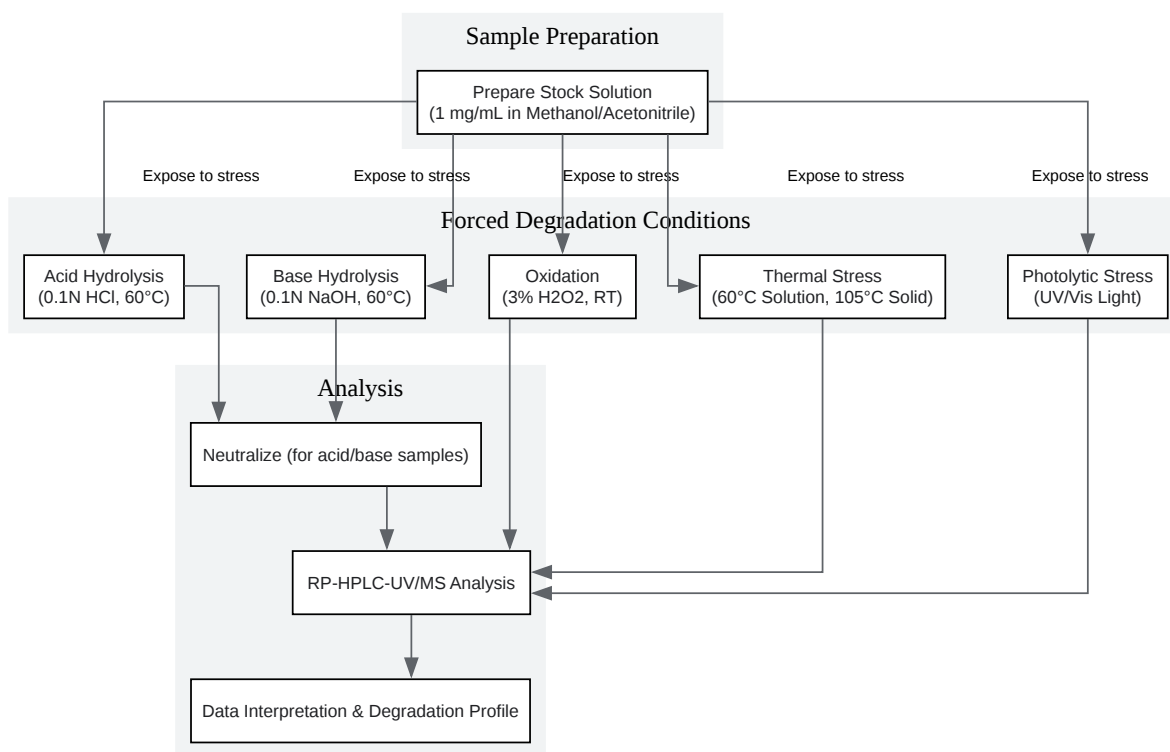 Sample Preparation
Prepare Stock Solution
(1 mg/mL in Methanol/Acetonitrile)
Expose to stress
Expose to stress
Expose to stress
Expose to stress
Expose to stress
Forced Degradation Conditions
Acid Hydrolysis
(0.1N HCl, 60°C)
Base Hydrolysis
(0.1N NaOH, 60°C)
Oxidation
(3% H2O2, RT)
Thermal Stress
(60°C Solution, 105°C Solid)
Photolytic Stress
(UV/Vis Light)
Analysis
Neutralize (for acid/base samples)
RP-HPLC-UV/MS Analysis
Data Interpretation & Degradation Profile